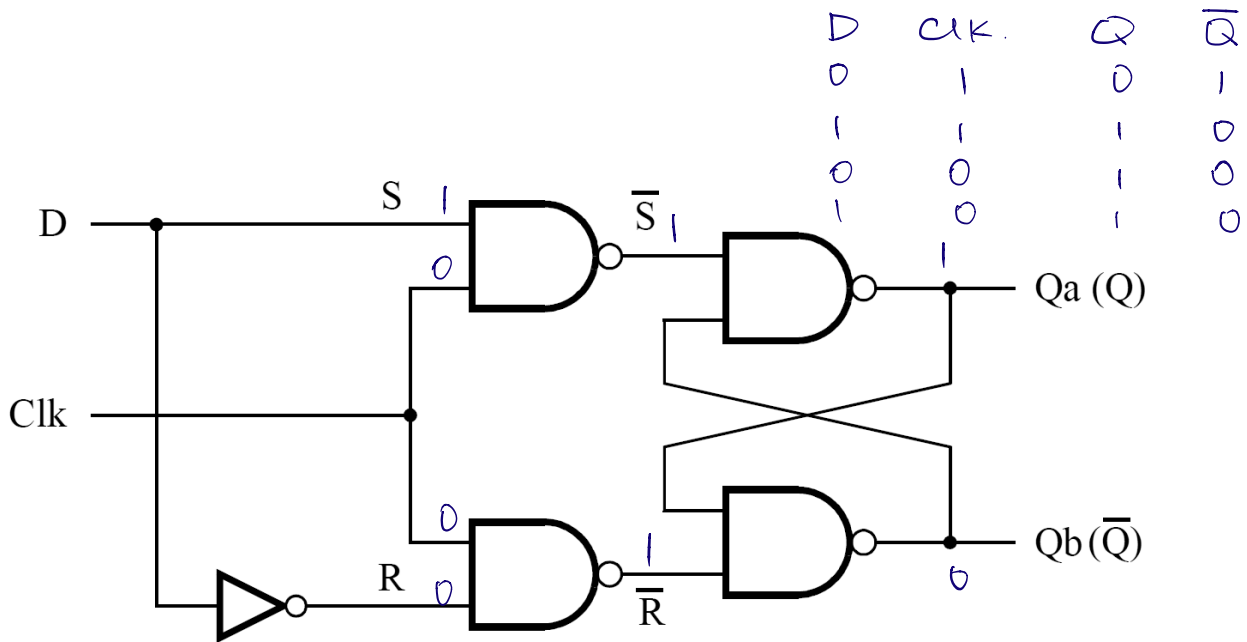 D Clk. Q Q̅
0 1 0 1
1 1 1 0
0 0 1 0
1 0 1 0
D S 1 S̅ 1 1
0 Qa (Q)
Clk
0 1 Qb (Q̅)
R 0 R̅ 0